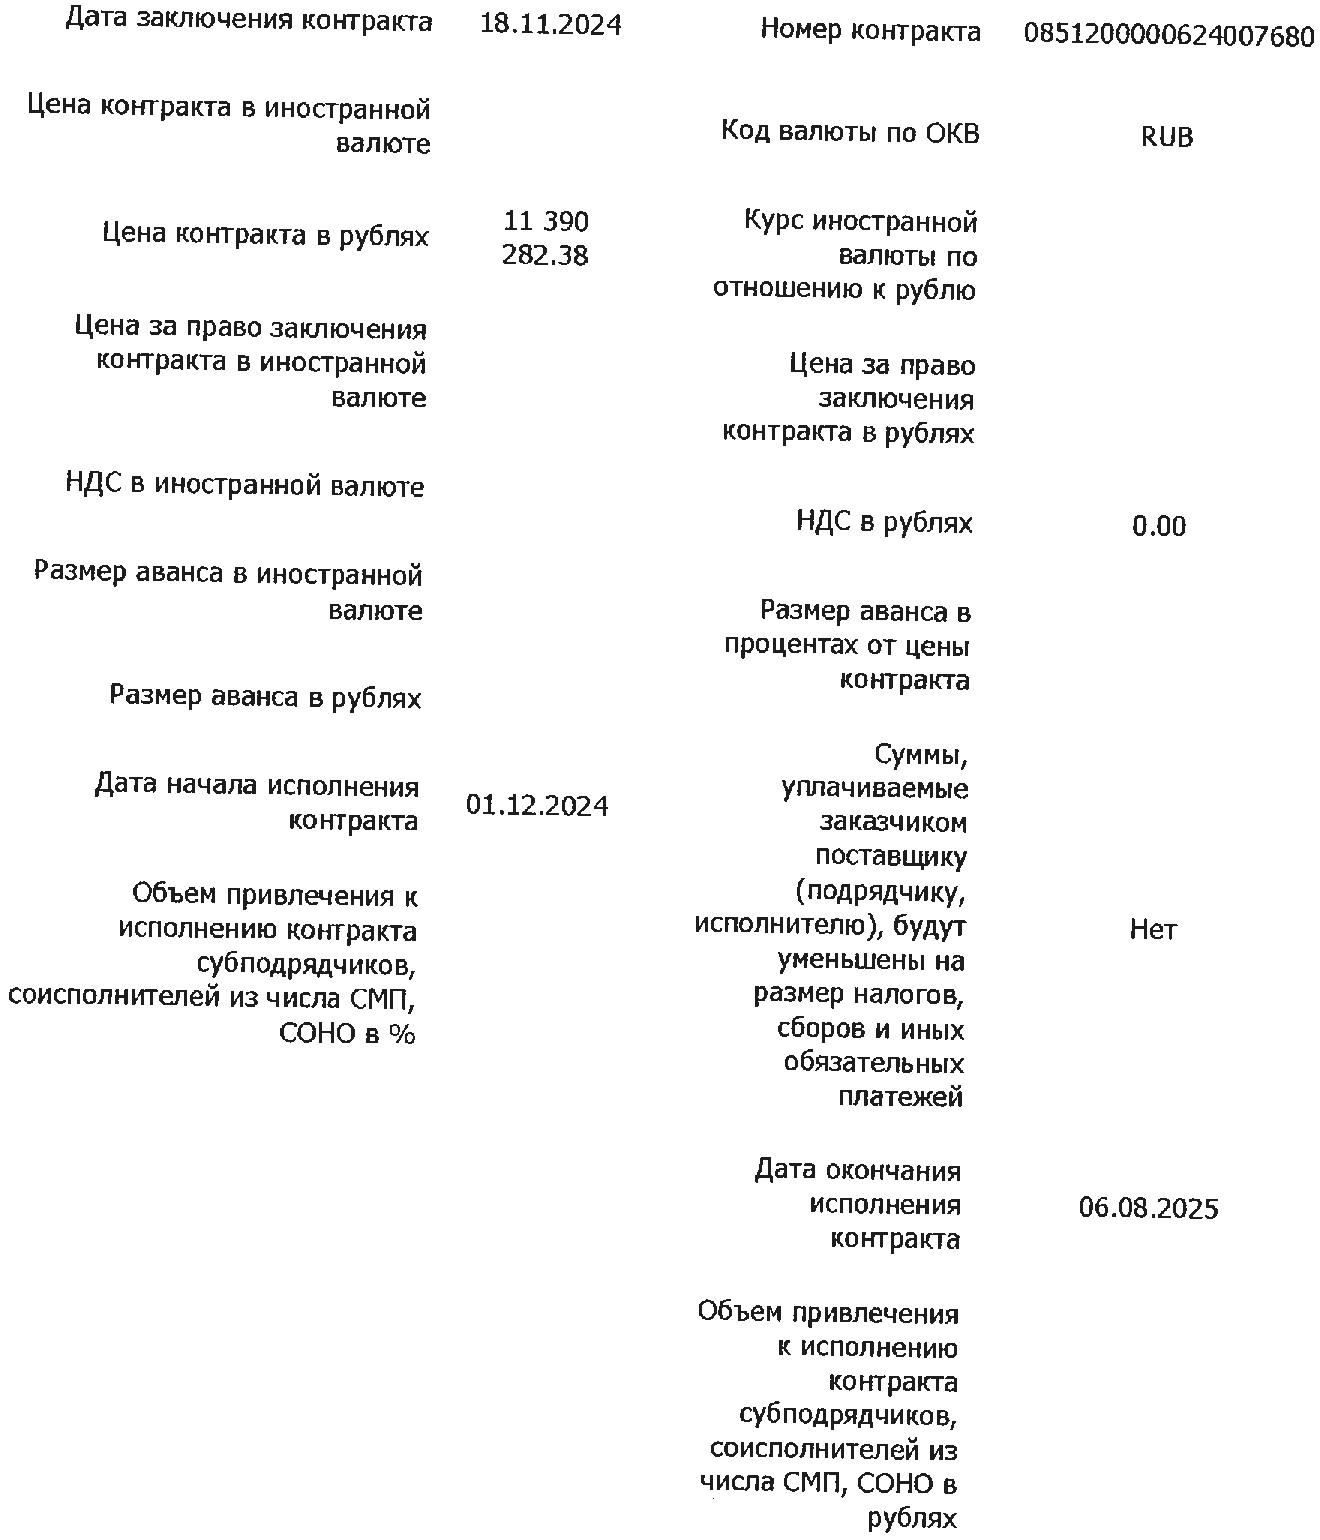 Дата заключения контракта 18.11.2024
Номер контракта 0851200000624007680
Цена контракта в иностранной
валюте
Код валюты по ОКВ RUB
Цена контракта в рублях
11 390
282.38
Курс иностранной
валюты по
отношению к рублю
Цена за право заключения
контракта в иностранной
валюте
Цена за право
заключения
контракта в рублях
НДС в иностранной валюте
НДС в рублях 0.00
Размер аванса в иностранной
валюте
Размер аванса в
процентах от цены
контракта
Размер аванса в рублях
Суммы,
уплачиваемые
заказчиком
поставщику
(подрядчику,
исполнителю), будут
уменьшены на
размер налогов,
сборов и иных
обязательных
платежей
Нет
Дата начала исполнения
контракта
01.12.2024
Дата окончания
исполнения
контракта
06.08.2025
Объем привлечения к
исполнению контракта
субподрядчиков,
соисполнителей из числа СМП,
СОНО в %
Объем привлечения
к исполнению
контракта
субподрядчиков,
соисполнителей из
числа СМП, СОНО в
рублях